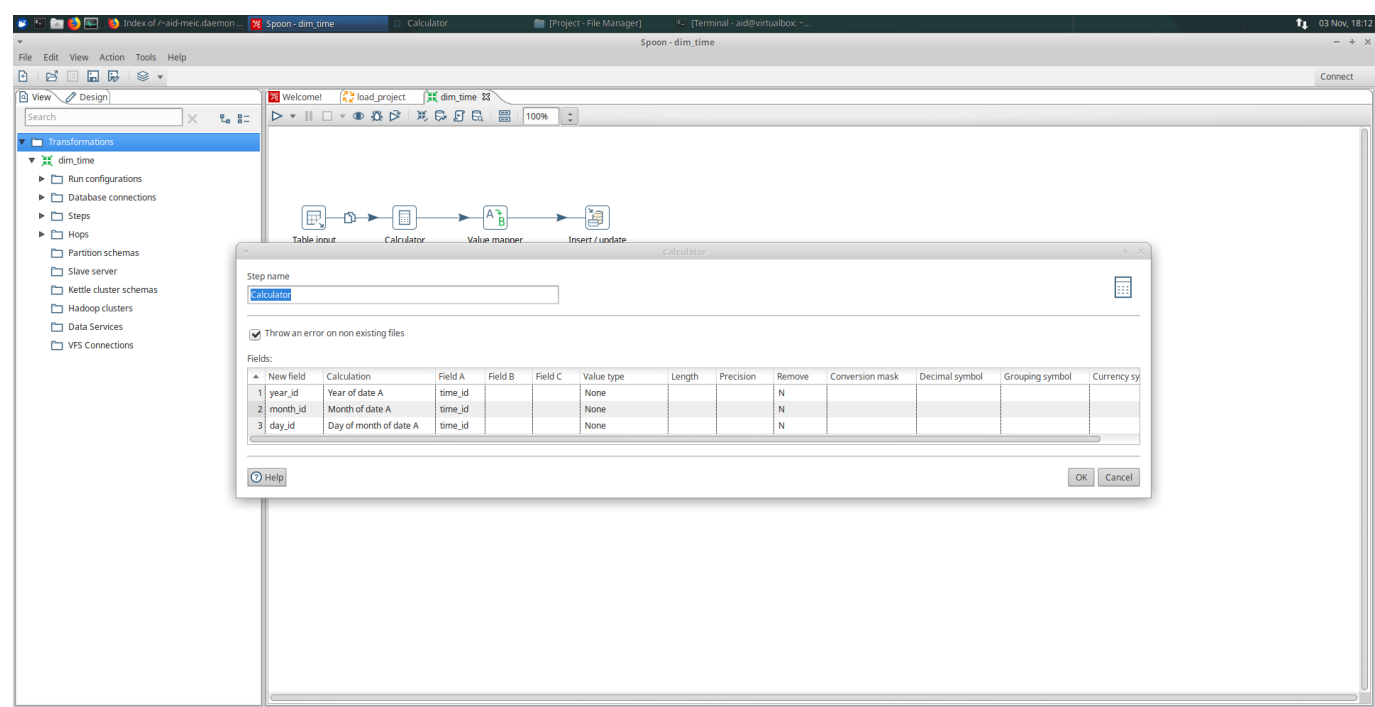 Index of /~aid-meic.daemon ... Spoon - dim_time Calculator [Project - File Manager] [Terminal - aid@virtualbox: ~... 03 Nov, 18:12
Spoon - dim_time
File Edit View Action Tools Help
Connect
View Design
Welcome! load_project dim_time
Search
100%
Transformations
dim_time
Run configurations
Database connections
Steps
Hops
Partition schemas
Slave server
Kettle cluster schemas
Hadoop clusters
Data Services
VFS Connections
Table input Calculator Value mapper Insert / update
Calculator
Step name
Calculator
Throw an error on non existing files
Fields:
New field Calculation Field A Field B Field C Value type Length Precision Remove Conversion mask Decimal symbol Grouping symbol Currency sy
1 year_id Year of date A time_id None N
2 month_id Month of date A time_id None N
3 day_id Day of month of date A time_id None N
Help OK Cancel